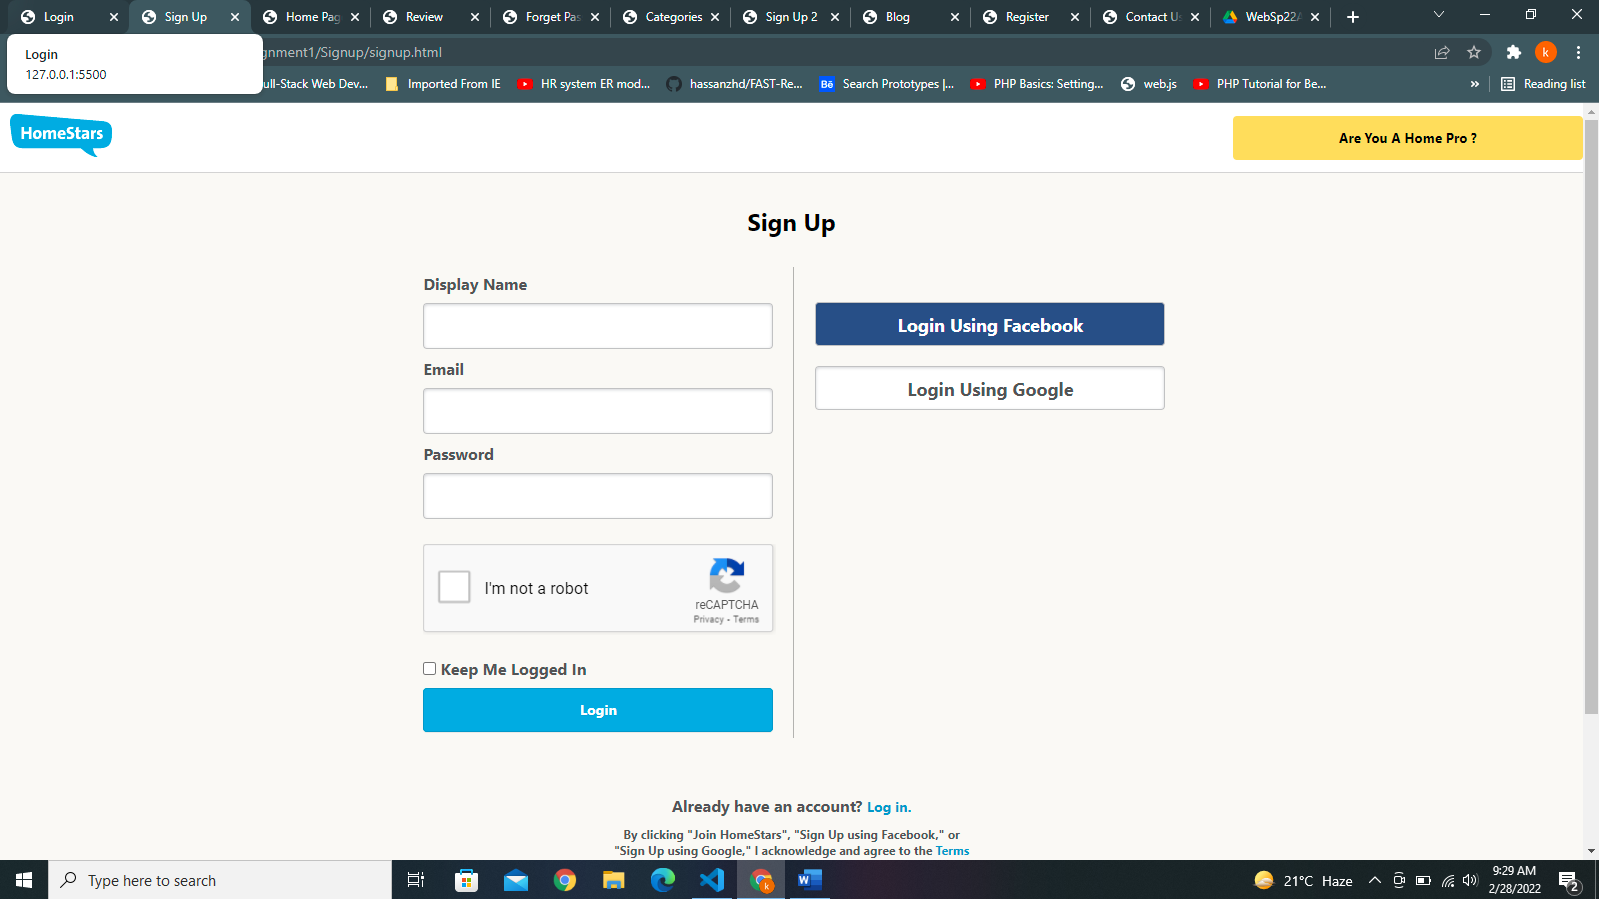 Login
Sign Up
Home Pag
Review
Forget Pas
Categories
Sign Up 2
Blog
Register
Contact Us
WebSp22A
Login
127.0.0.1:5500
gnment1/Signup/signup.html
k
ull-Stack Web Dev...
Imported From IE
HR system ER mod...
hassanzhd/FAST-Re...
Bē
Search Prototypes |...
PHP Basics: Setting...
web.js
PHP Tutorial for Be...
»
Reading list
HomeStars
Are You A Home Pro ?
Sign Up
Display Name
Email
Password
I'm not a robot
reCAPTCHA
Privacy - Terms
Keep Me Logged In
Login
Login Using Facebook
Login Using Google
Already have an account? Log in.
By clicking "Join HomeStars", "Sign Up using Facebook," or
"Sign Up using Google," I acknowledge and agree to the Terms
Type here to search
k
W
21°C Haze
9:29 AM
2/28/2022
2